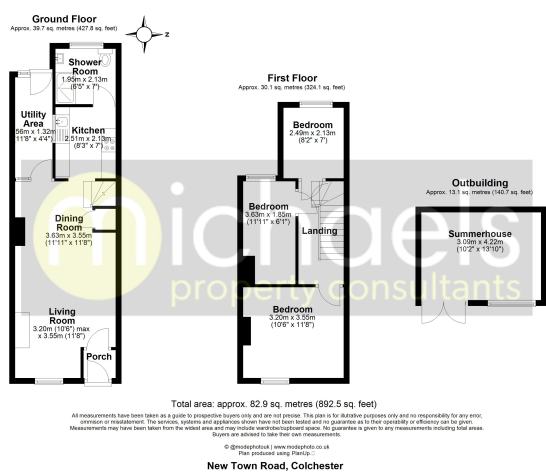 Ground Floor
Approx. 39.7 sq. metres (427.8 sq. feet)
Z
Shower
Room
1.95m x 2.13m
(6'5" x 7')
Utility
Area
56m x 1.32m
11'8" x 4'4")
Kitchen
2.51m x 2.13m
(8'3" x 7')
Dining
Room
3.63m x 3.55m
(11'11" x 11'8")
Living
Room
3.20m (10'6") max
x 3.55m (11'8")
Porch
First Floor
Approx. 30.1 sq. metres (324.1 sq. feet)
Bedroom
2.49m x 2.13m
(8'2" x 7')
Bedroom
3.63m x 1.85m
(11'11" x 6'1")
Landing
Bedroom
3.20m x 3.55m
(10'6" x 11'8")
Outbuilding
Approx. 13.1 sq. metres (140.7 sq. feet)
Summerhouse
3.09m x 4.22m
(10'2" x 13'10")
michaels
property consultants
Total area: approx. 82.9 sq. metres (892.5 sq. feet)
All measurements have been taken as a guide to prospective buyers only and are not precise. This plan is for illutrative purposes only and no responsibility for any error,
ommision or misstatement. The services, systems and appliances shown have not been tested and no guarantee as to their operability or efficiency can be given.
Measurements may have been taken from the widest area and may include wardrobe/cupboard space. No guarantee is given to any measurements including total areas.
Buyers are advised to take their own measurements.
© @modephotouk | www.modephoto.co.uk
Plan produced using PlanUp.
New Town Road, Colchester